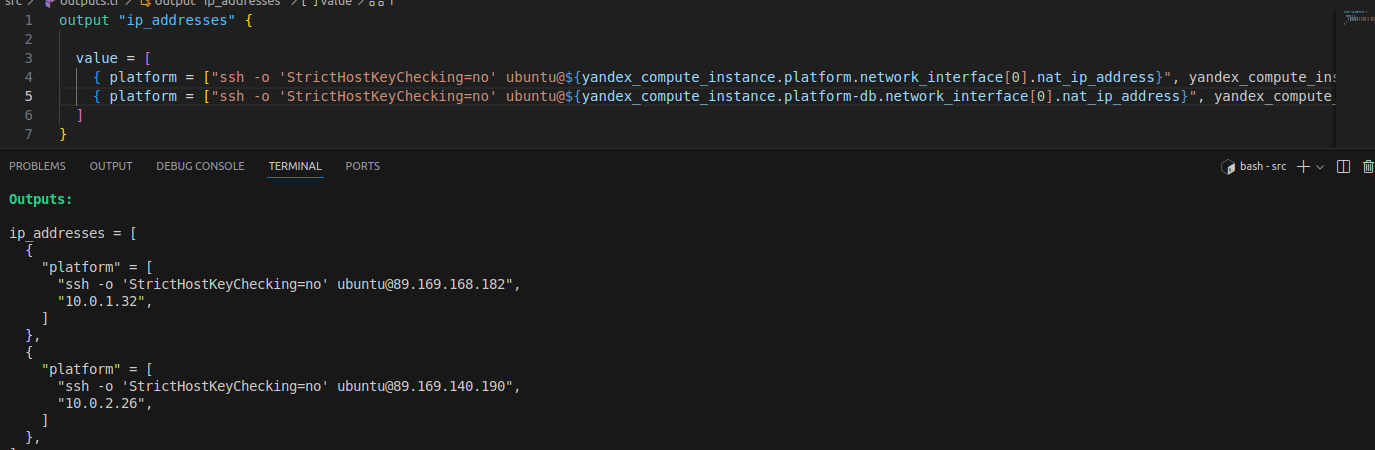 src > outputs.tf > output "ip_addresses" > [ ] value > 1
1 output "ip_addresses" {
2
3 value = [
4 { platform = ["ssh -o 'StrictHostKeyChecking=no' ubuntu@${yandex_compute_instance.platform.network_interface[0].nat_ip_address}", yandex_compute_ins
5 { platform = ["ssh -o 'StrictHostKeyChecking=no' ubuntu@${yandex_compute_instance.platform-db.network_interface[0].nat_ip_address}", yandex_compute_
6 ]
7 }
PROBLEMS OUTPUT DEBUG CONSOLE TERMINAL PORTS bash - src
Outputs:
ip_addresses = [
{
"platform" = [
"ssh -o 'StrictHostKeyChecking=no' ubuntu@89.169.168.182",
"10.0.1.32",
]
},
{
"platform" = [
"ssh -o 'StrictHostKeyChecking=no' ubuntu@89.169.140.190",
"10.0.2.26",
]
},